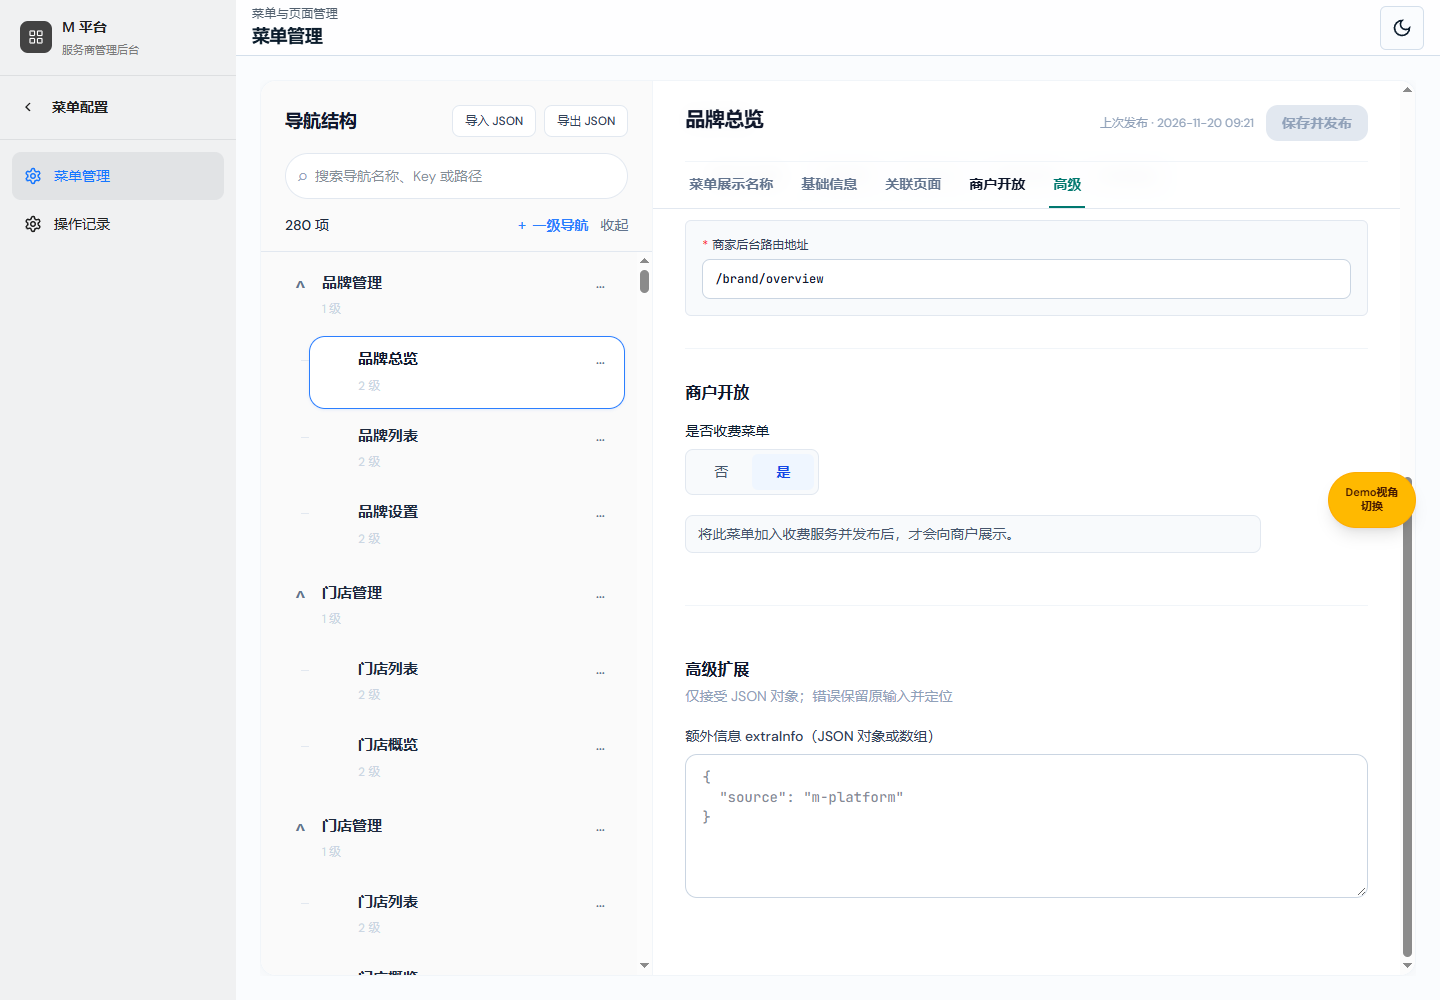 M 平台
服务商管理后台
菜单配置
菜单管理
操作记录
菜单与页面管理
菜单管理
导航结构
导入 JSON
导出 JSON
搜索导航名称、Key 或路径
280 项
+ 一级导航
收起
品牌管理
...
1 级
品牌总览
...
2 级
品牌列表
...
2 级
品牌设置
...
2 级
门店管理
...
1 级
门店列表
...
2 级
门店概览
...
2 级
门店管理
...
1 级
门店列表
...
2 级
门店概览
品牌总览
上次发布 · 2026-11-20 09:21
保存并发布
菜单展示名称
基础信息
关联页面
商户开放
高级
* 商家后台路由地址
/brand/overview
商户开放
是否收费菜单
否
是
将此菜单加入收费服务并发布后，才会向商户展示。
Demo视角
切换
高级扩展
仅接受 JSON 对象；错误保留原输入并定位
额外信息 extraInfo（JSON 对象或数组）
{
"source": "m-platform"
}